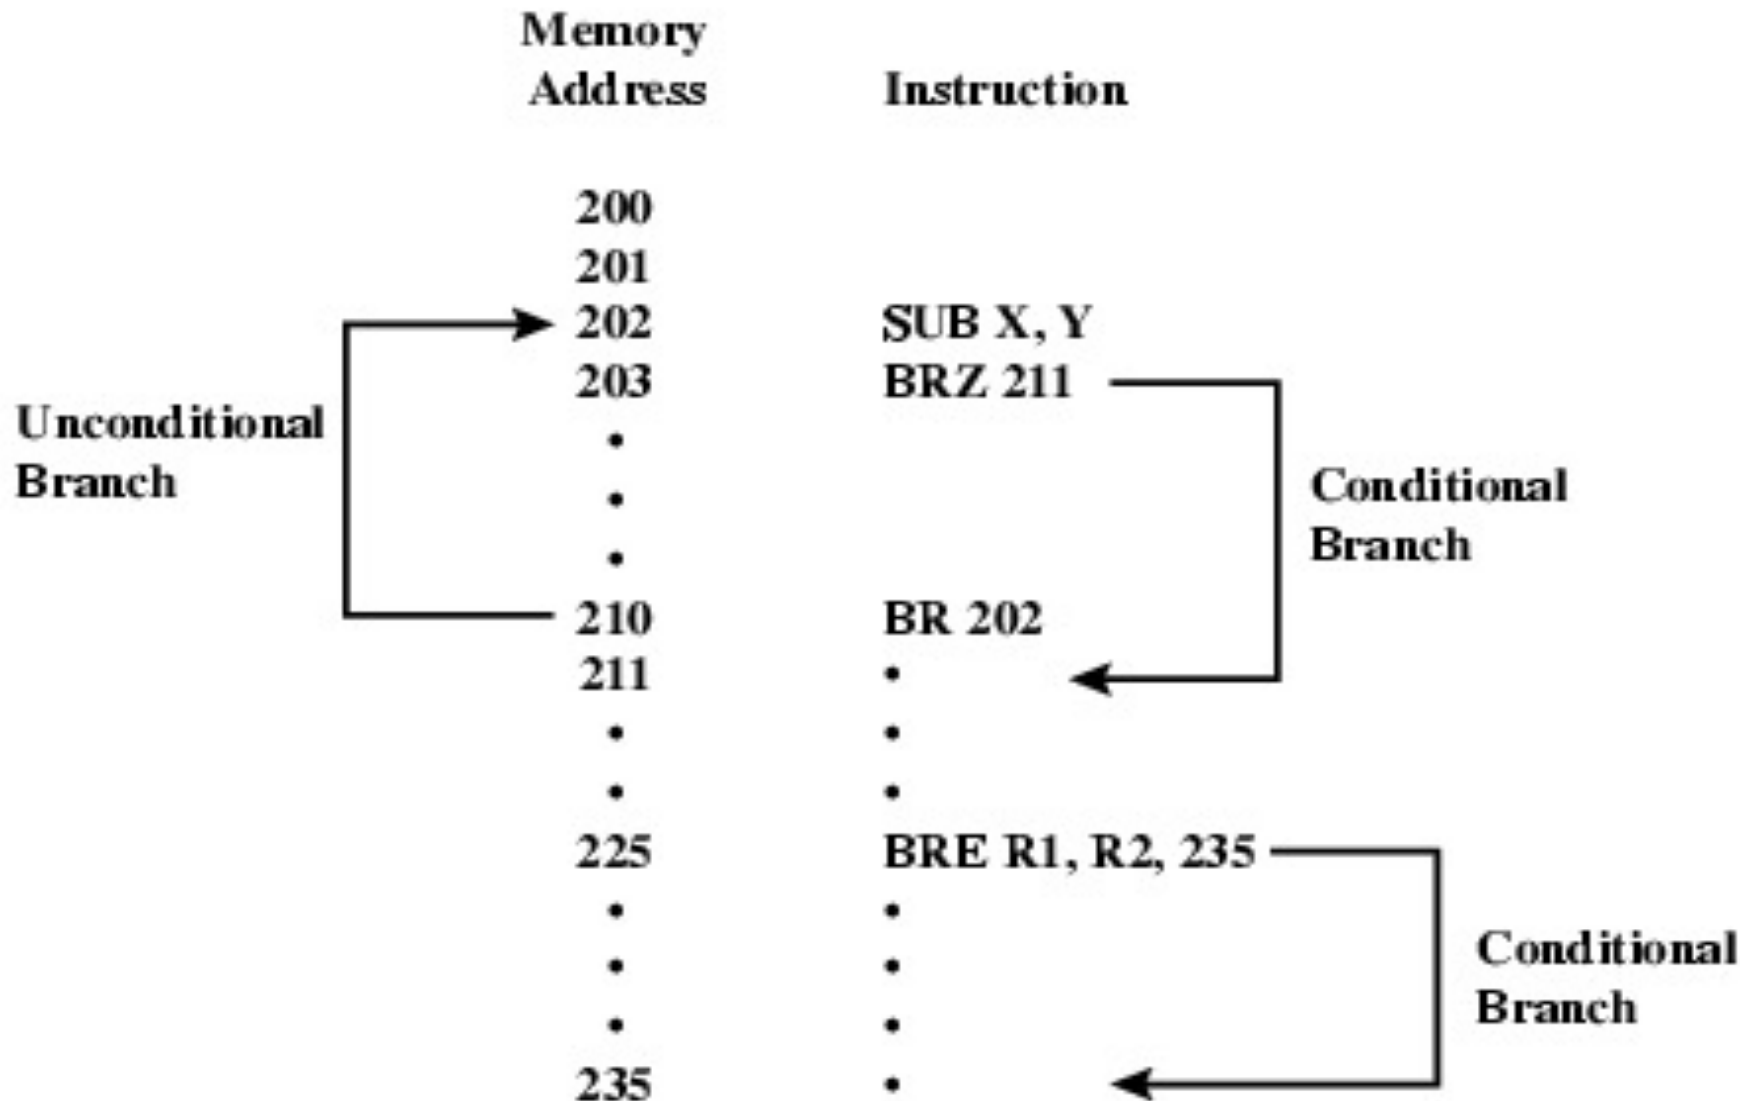 Memory
Address Instruction
200
201
202 SUB X, Y
203 BRZ 211
Unconditional
Branch
Conditional
Branch
210 BR 202
211
225 BRE R1, R2, 235
Conditional
Branch
235